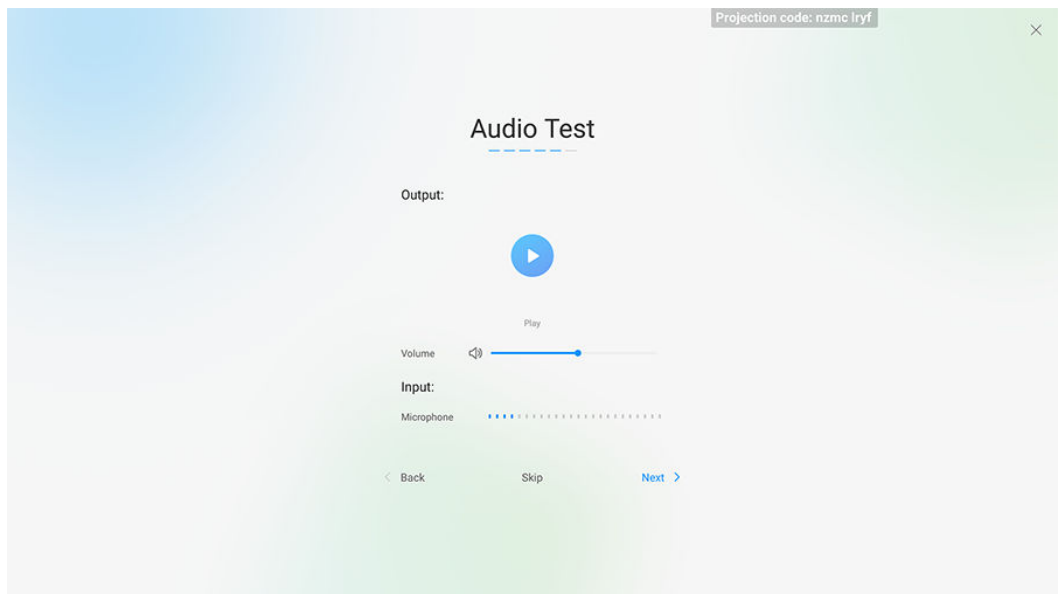 Projection code: nzmc lryf
Audio Test
Output:
Play
Volume
Input:
Microphone
Back Skip Next